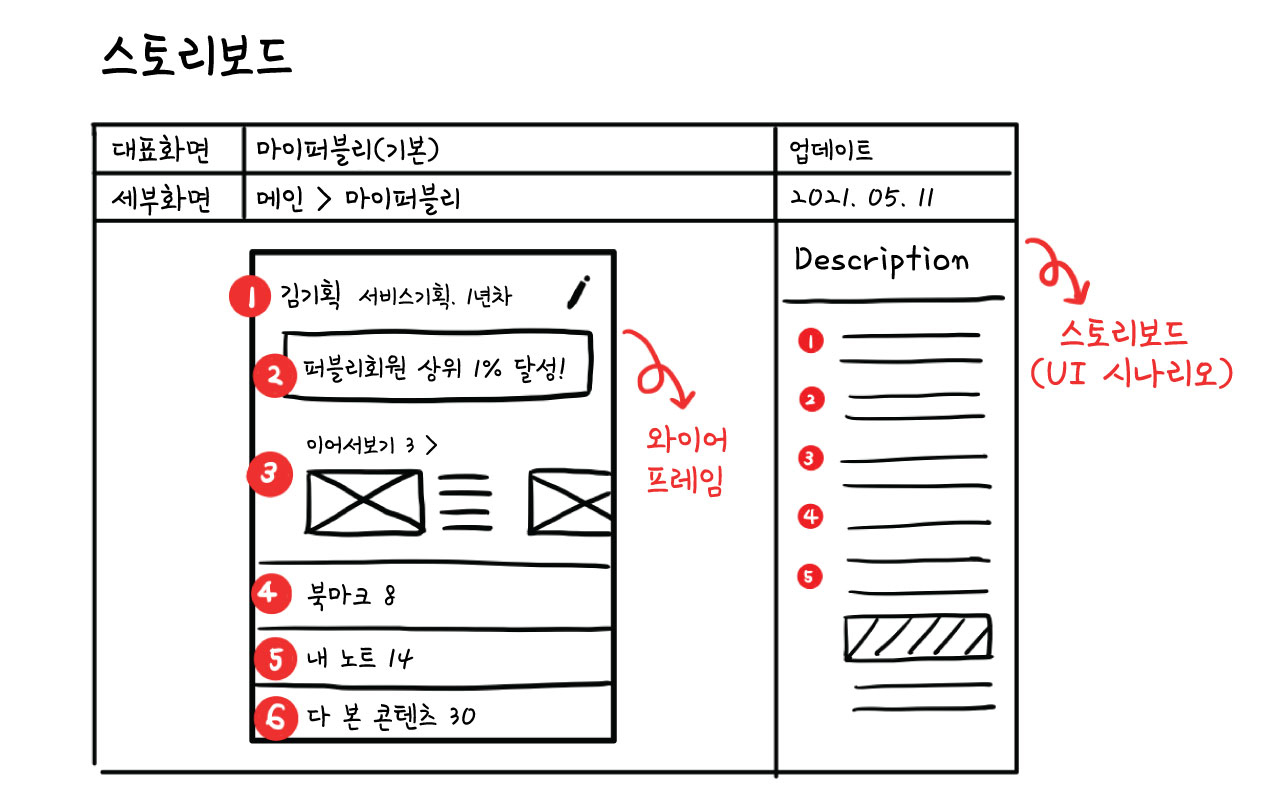 스토리보드
대표화면 마이퍼블리(기본) 업데이트
세부화면 메인 > 마이퍼블리 2021. 05. 11
1 김기획 서비스기획. 1년차
2 퍼블리회원 상위 1% 달성!
이어서보기 3 >
3
4 북마크 8
5 내 노트 14
6 다 본 콘텐츠 30
와이어
프레임
Description
1
2
3
4
5
스토리보드
(UI 시나리오)